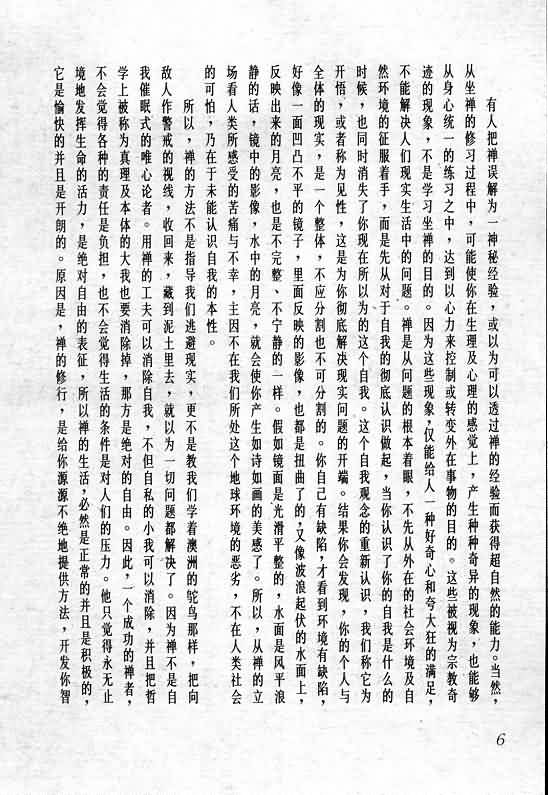 有人把禅误解为一神秘经验，或以为可以透过禅的经验而获得超自然的能力。当然，
从坐禅的修习过程中，可能使你在生理及心理的感觉上，产生种种奇异的现象，也能够
从身心统一的练习之中，达到以心力来控制或转变外在事物的目的。这些被视为宗教奇
迹的现象，不是学习坐禅的目的。因为这些现象，仅能给人一种好奇心和夸大狂的满足，
不能解决人们现实生活中的问题。禅是从问题的根本着眼，不先从外在的社会环境及自
然环境的征服着手，而是先从对于自我的彻底认识做起，当你认识了你的自我是什么的
时候，也同时消失了你现在所以为的这个自我。这个自我观念的重新认识，我们称它为
开悟，或者称为见性，这是为你彻底解决现实问题的开端。结果你会发现，你的个人与
全体的现实，是一个整体，不应分割也不可分割的。你自己有缺陷，才看到环境有缺陷，
好像一面凹凸不平的镜子，里面反映的影像，也都是扭曲了的，又像波浪起伏的水面上，
反映出来的月亮，也是不完整、不宁静的一样。假如镜面是光滑平整的，水面是风平浪
静的话，镜中的影像，水中的月亮，就会使你产生如诗如画的美感了。所以，从禅的立
场看人类所感受的苦痛与不幸，主因不在我们所处这个地球环境的恶劣，不在人类社会
的可怕，乃在于未能认识自我的本性。
所以，禅的方法不是指导我们逃避现实，更不是教我们学着澳洲的鸵鸟那样，把向
敌人作警戒的视线，收回来，藏到泥土里去，就以为一切问题都解决了。因为禅不是自
我催眠式的唯心论者。用禅的工夫可以消除自我，不但自私的小我可以消除，并且把哲
学上被称为真理及本体的大我也要消除掉，那方是绝对的自由。因此，一个成功的禅者，
不会觉得各种的责任是负担，也不会觉得生活的条件是对人们的压力。他只觉得永无止
境地发挥生命的活力，是绝对自由的表征，所以禅的生活，必然是正常的并且是积极的，
它是愉快的并且是开朗的。原因是，禅的修行，是给你源源不绝地提供方法，开发你智
6